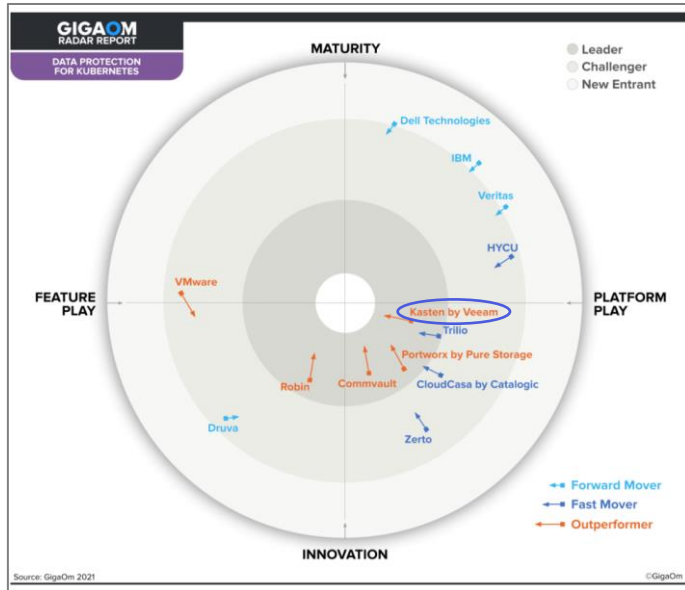 GIGAOM
RADAR REPORT
DATA PROTECTION
FOR KUBERNETES
MATURITY
Leader
Challenger
New Entrant
Dell Technologies
IBM
Veritas
HYCU
VMware
FEATURE
PLAY
PLATFORM
PLAY
Kasten by Veeam
Trilio
Portworx by Pure Storage
Robin
Commvault
CloudCasa by Catalogic
Druva
Zerto
Forward Mover
Fast Mover
Outperformer
INNOVATION
Source: GigaOm 2021
©GigaOm